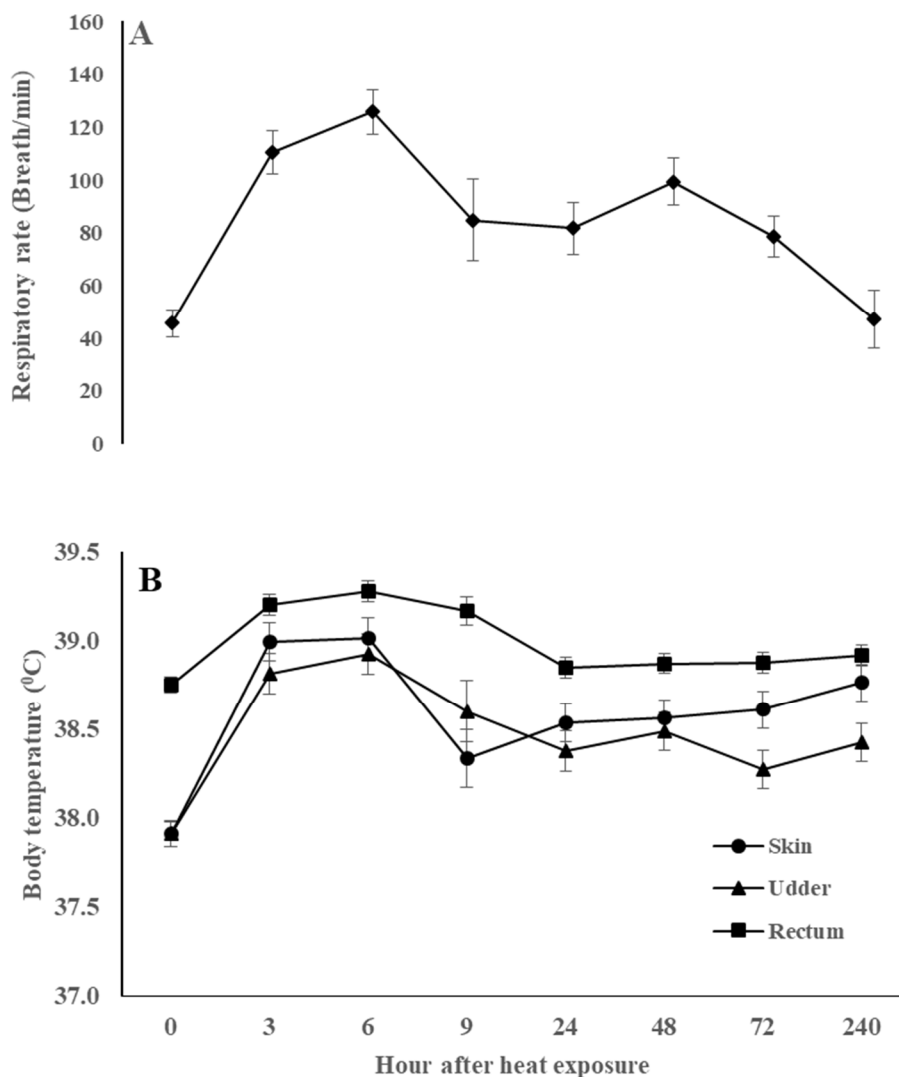 A
Respiratory rate (Breath/min)
160
140
120
100
80
60
40
20
0
B
Body temperature (⁰C)
39.5
39.0
38.5
38.0
37.5
37.0
Skin
Udder
Rectum
0 3 6 9 24 48 72 240
Hour after heat exposure